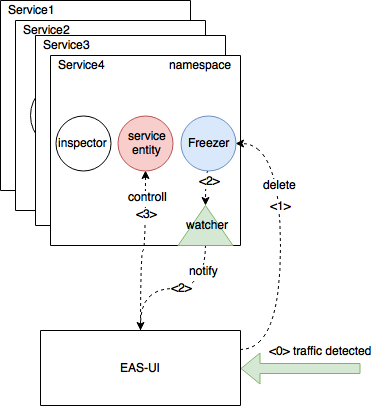 Service1
Service2
Service3
Service4 namespace
inspector
service
entity
Freezer
<2>
delete
controll
<1>
<3>
watcher
notify
<2>
<0> traffic detected
EAS-UI